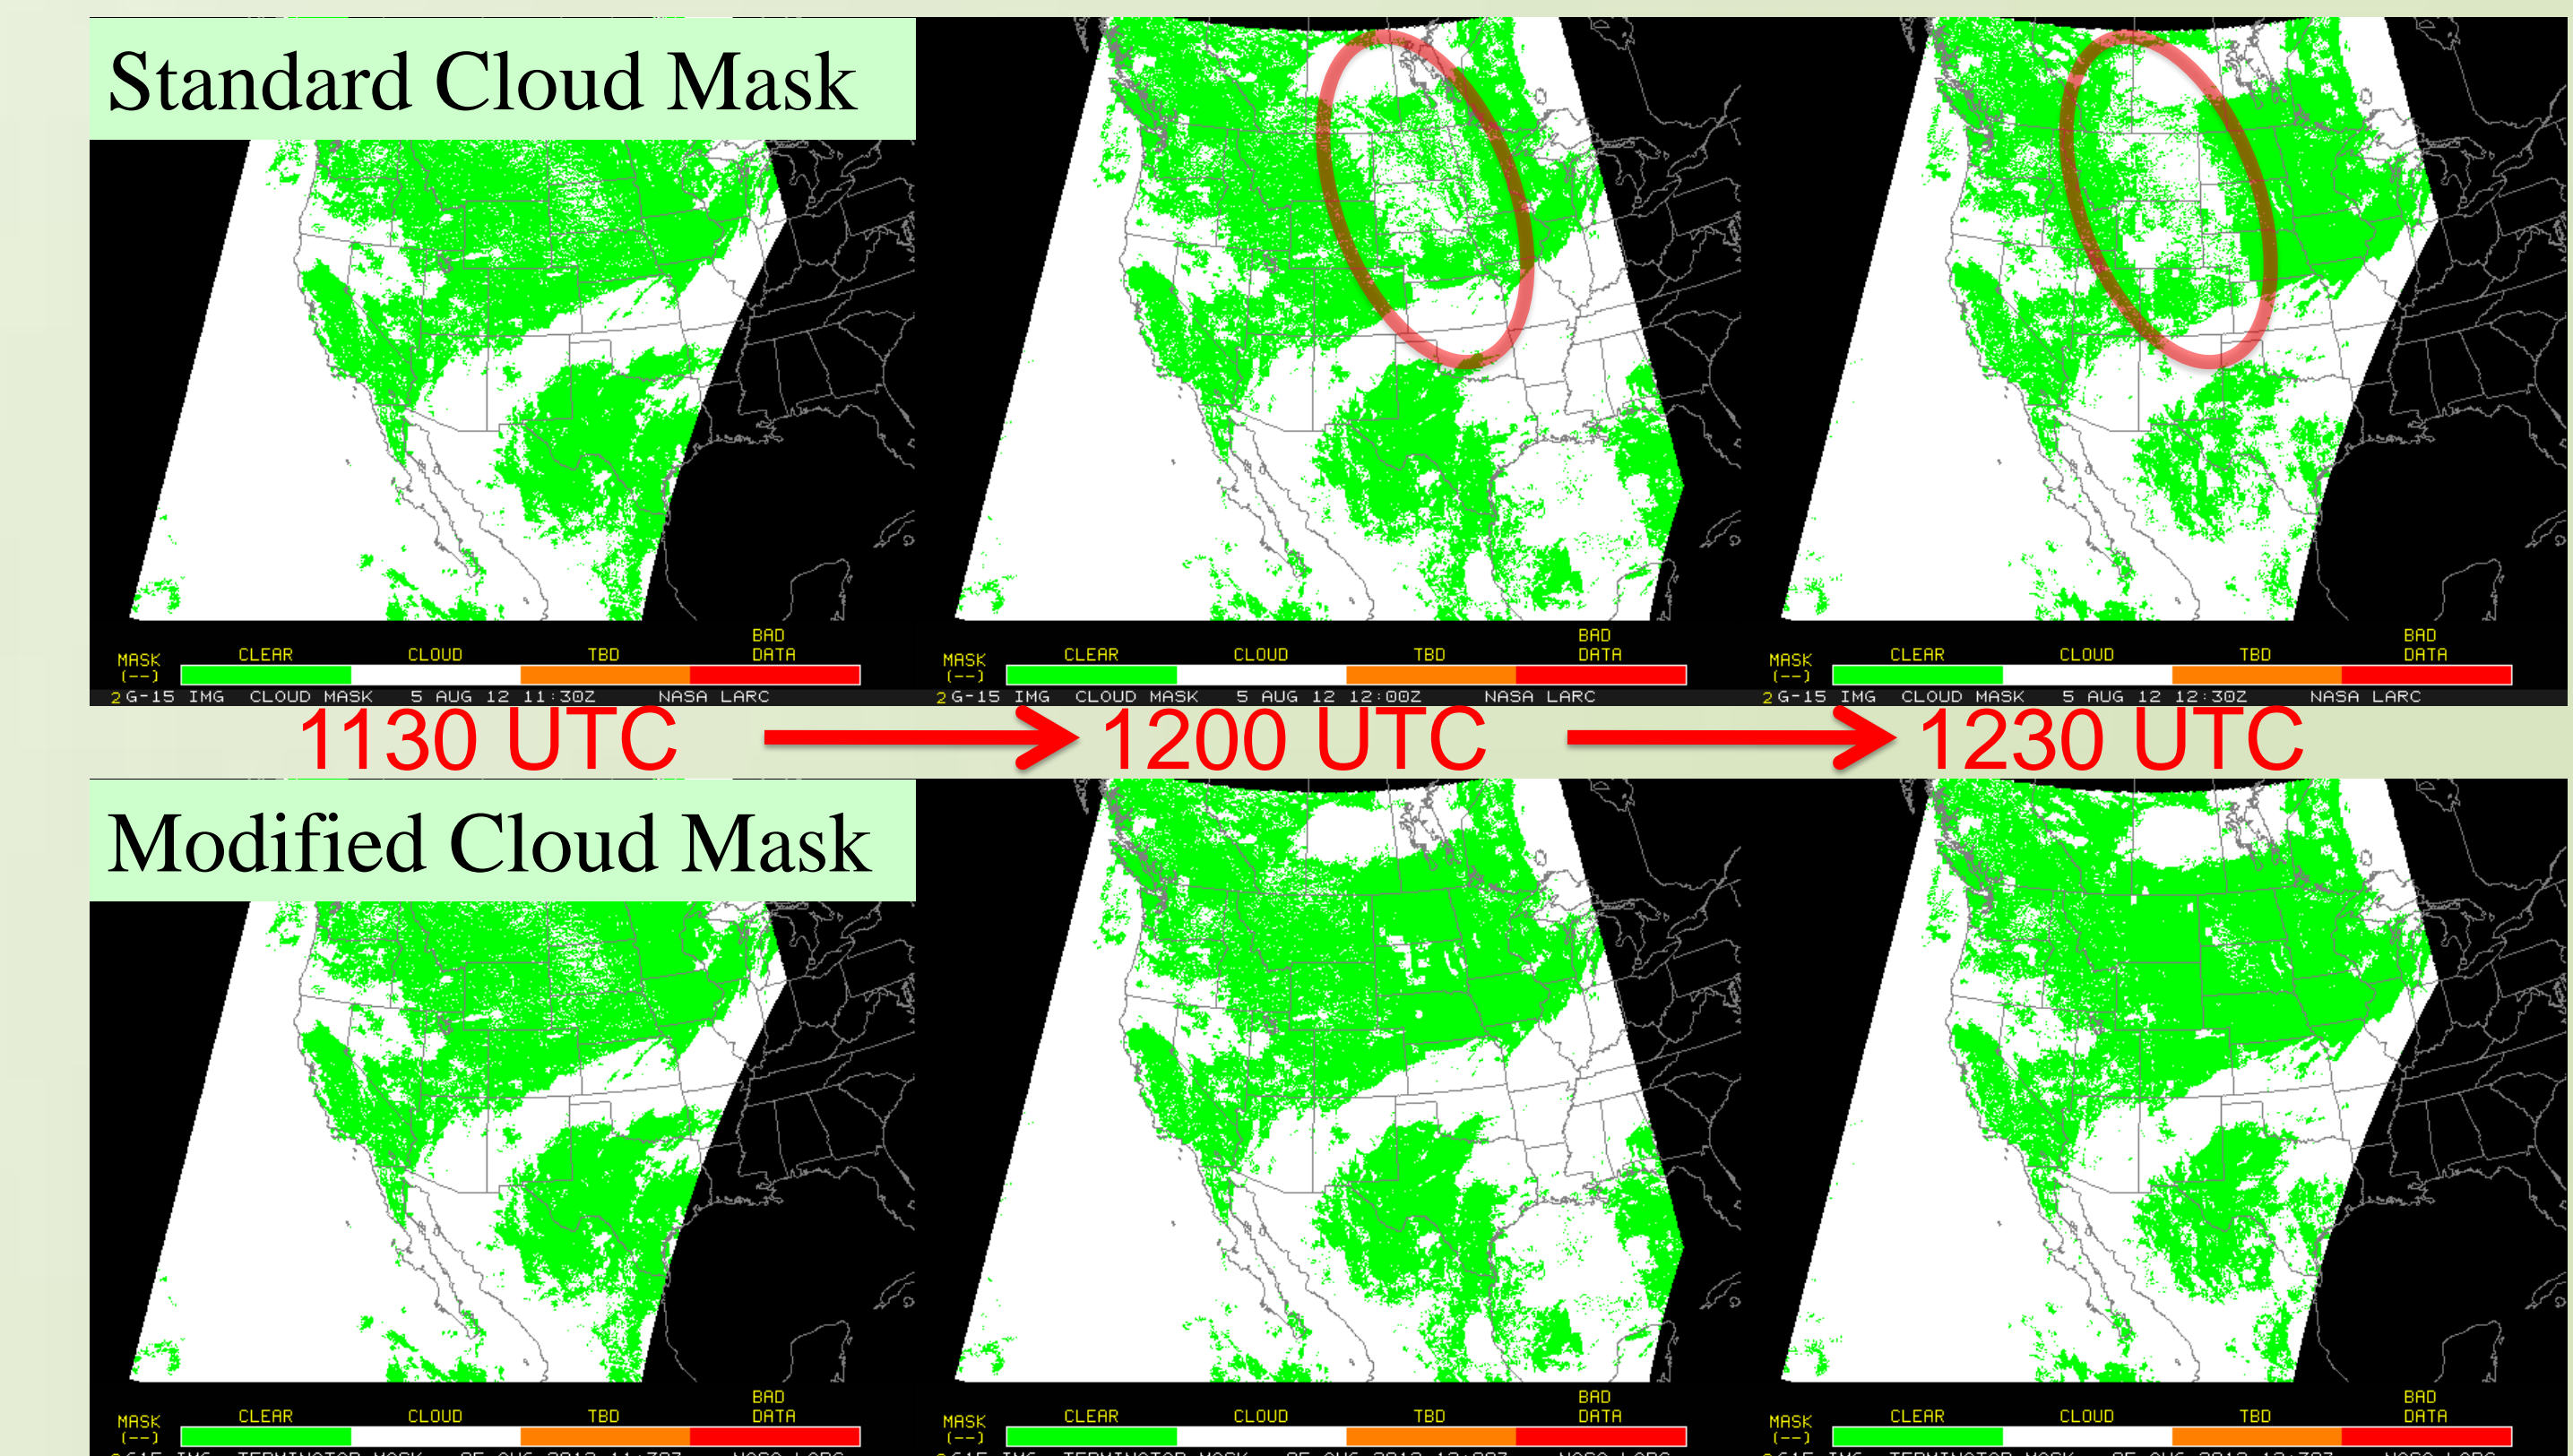 Standard Cloud Mask
BAD BAD BAD
MASK CLEAR CLOUD TBD DATA MASK CLEAR CLOUD TBD DATA MASK CLEAR CLOUD TBD DATA
(--) (--) (--)
2 G-15 IMG CLOUD MASK 5 AUG 12 11:30Z NASA LARC 2 G-15 IMG CLOUD MASK 5 AUG 12 12:00Z NASA LARC 2 G-15 IMG CLOUD MASK 5 AUG 12 12:30Z NASA LARC
1130 UTC 1200 UTC 1230 UTC
Modified Cloud Mask
BAD BAD BAD
MASK CLEAR CLOUD TBD DATA MASK CLEAR CLOUD TBD DATA MASK CLEAR CLOUD TBD DATA
(--) (--) (--)